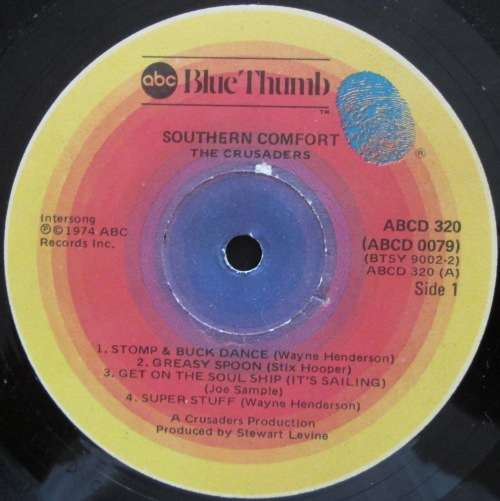 abc Blue Thumb
™
SOUTHERN COMFORT
THE CRUSADERS
®
Intersong
℗©1974 ABC
Records Inc.
ABCD 320
(ABCD 0079)
(BTSY 9002-2)
ABCD 320 (A)
Side 1
1. STOMP & BUCK DANCE (Wayne Henderson)
2. GREASY SPOON (Stix Hooper)
3. GET ON THE SOUL SHIP (IT'S SAILING)
(Joe Sample)
4. SUPER STUFF (Wayne Henderson)
A Crusaders Production
Produced by Stewart Levine